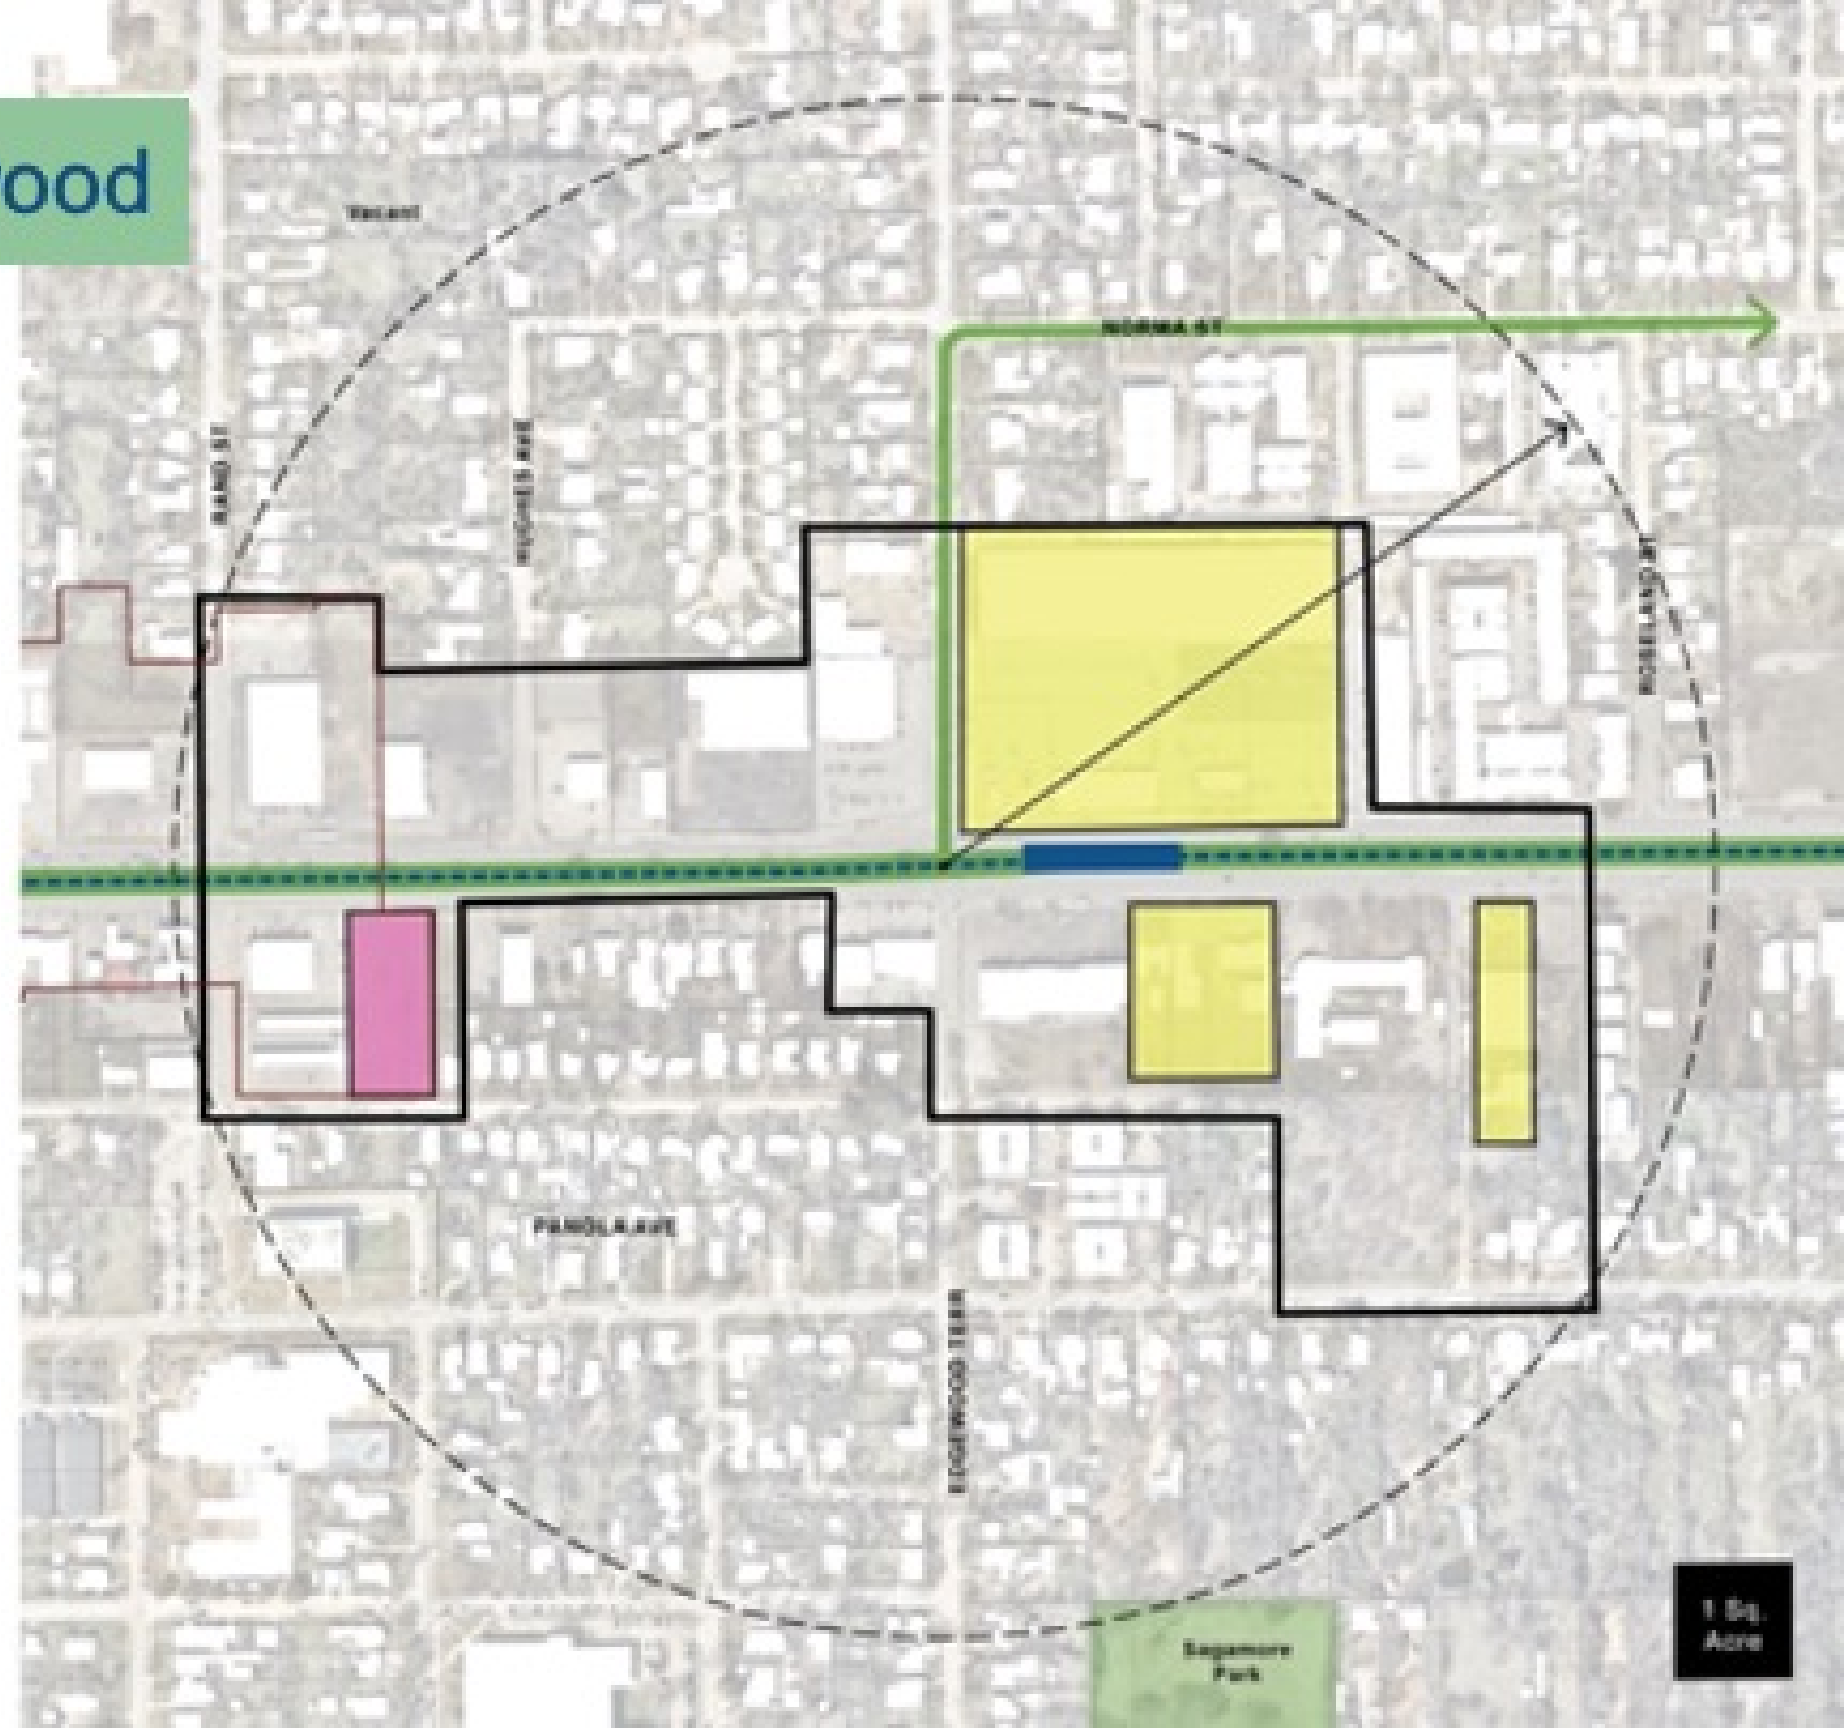 ood
Vacant
NORMA ST
RAND ST
HUGHES AVE
ROSELAND ST
PANOLA AVE
EDGEWOOD TERR
Sagamore
Park
1 Sq.
Acre